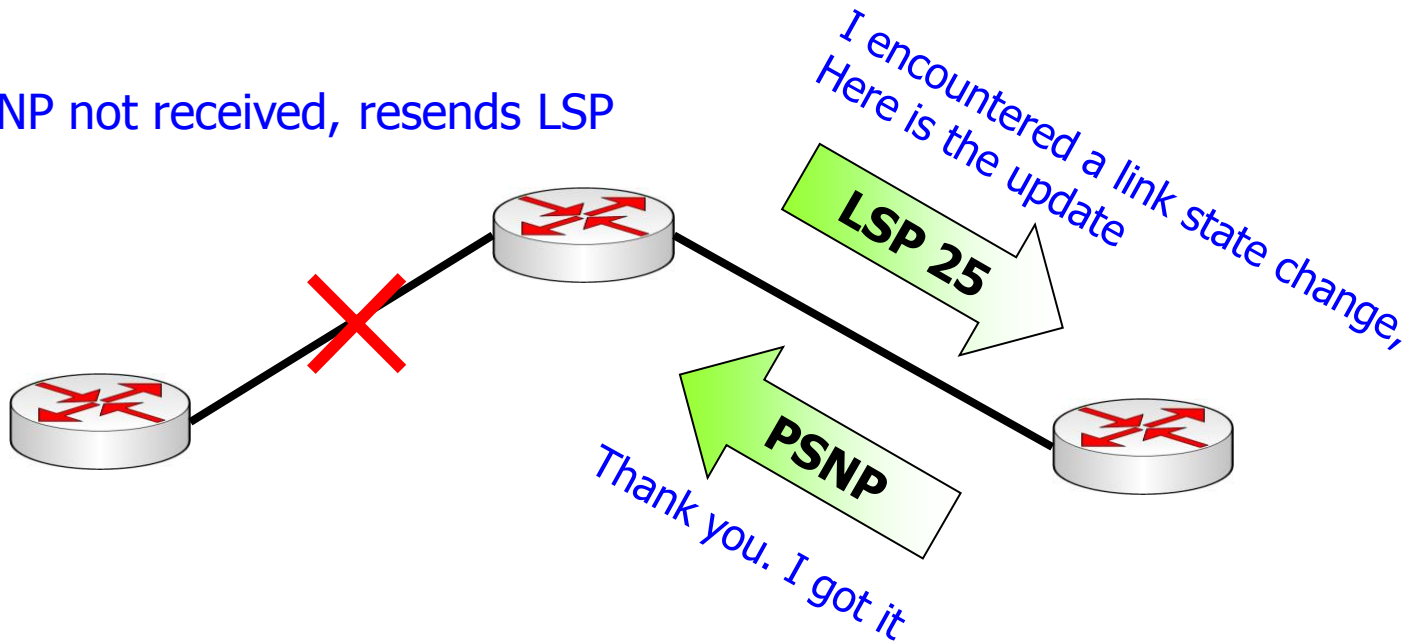 NP not received, resends LSP
I encountered a link state change,
Here is the update
LSP 25
PSNP
Thank you. I got it